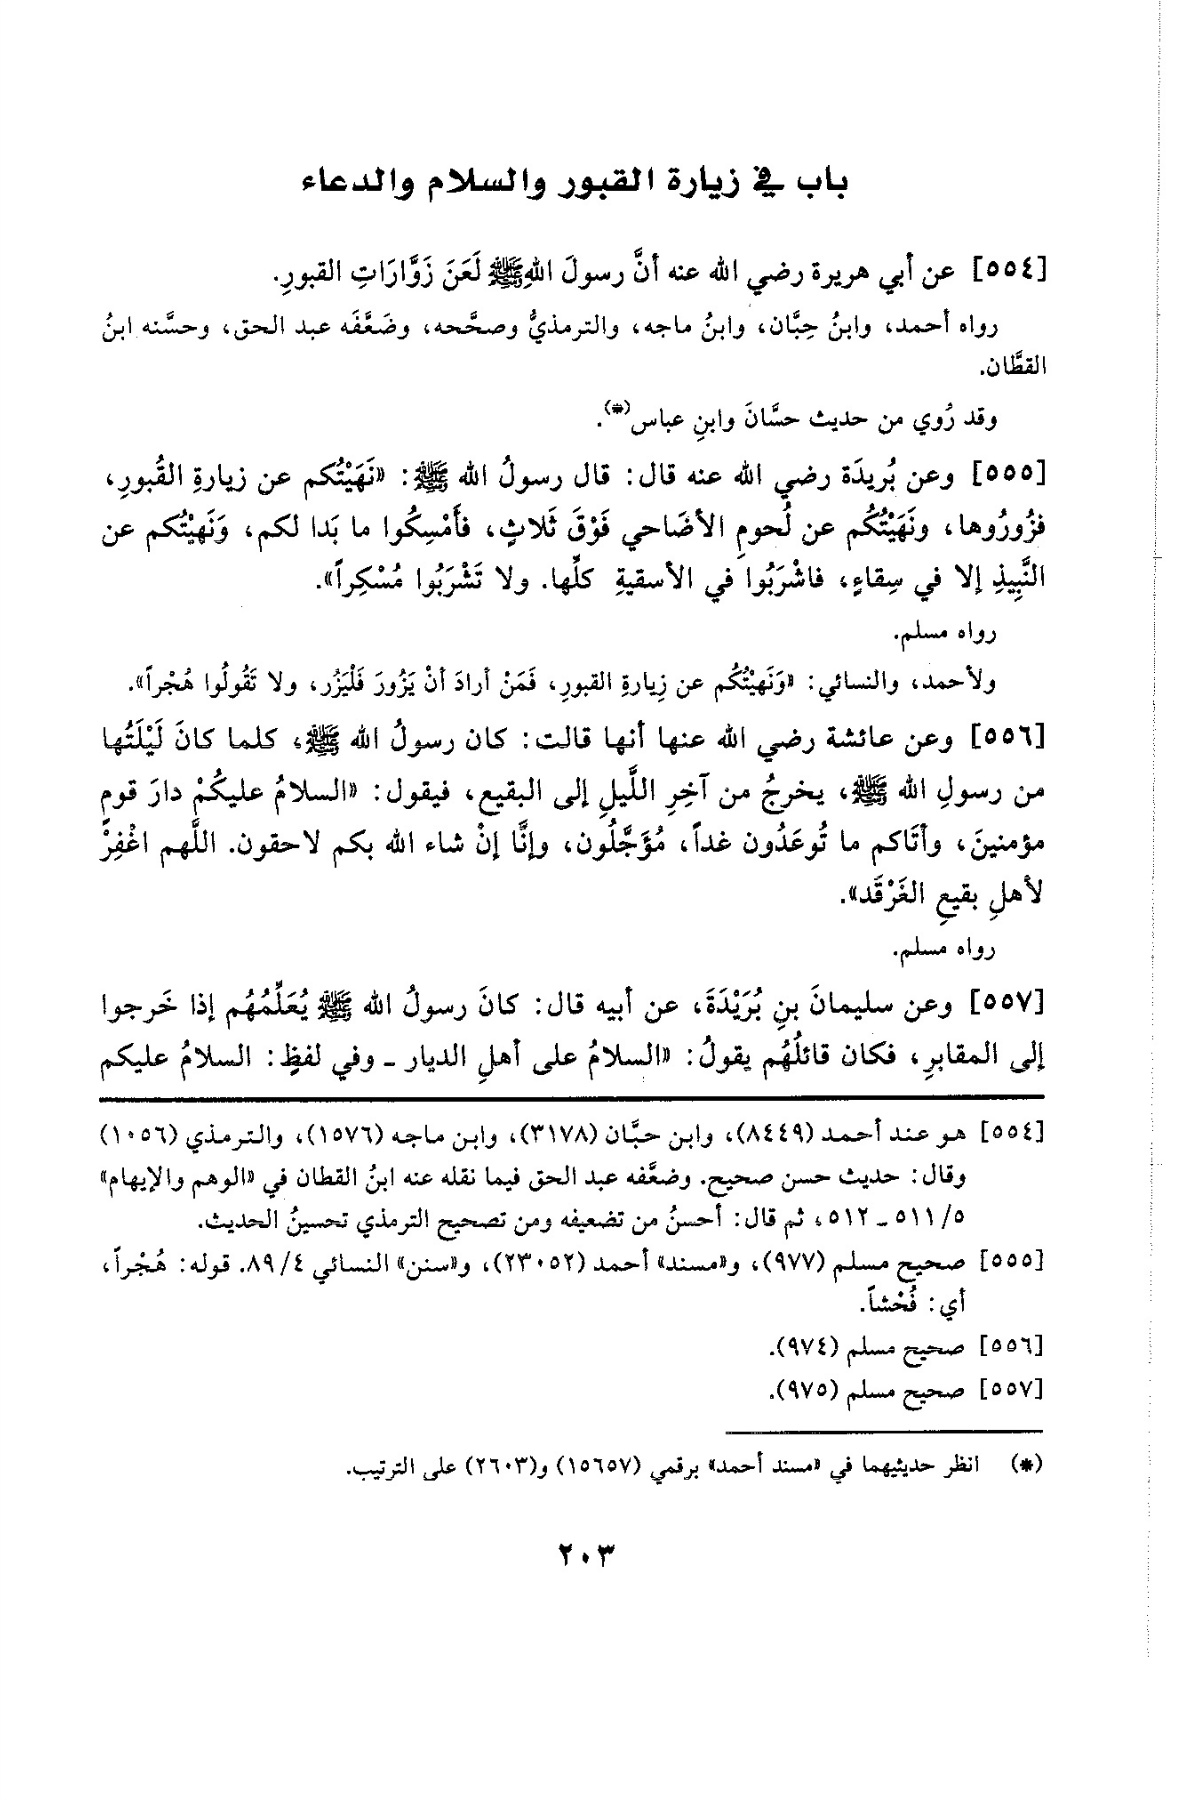 باب في زيارة القبور والسلام والدعاء
[٥٥٤] عن أبي هريرة رضي الله عنه أنَّ رسولَ اللهِ ﷺ لَعَنَ زَوَّارَاتِ القبورِ.
رواه أحمد، وابنُ حِبَّان، وابنُ ماجه، والترمذيُّ وصحَّحه، وضَعَّفَه عبد الحق، وحسَّنه ابنُ
القطَّان.
وقد رُوي من حديث حسَّانَ وابنِ عباس(*).
[٥٥٥] وعن بُريدَة رضي الله عنه قال: قال رسولُ الله ﷺ: «نَهَيْتُكم عن زيارةِ القُبورِ،
فزُورُوها، ونَهَيْتُكُم عن لُحومِ الأضَاحي فَوْقَ ثَلاثٍ، فأَمْسِكُوا ما بَدا لكم، وَنَهيْتُكم عن
النَّبِيذِ إلا في سِقاءٍ، فاشْرَبُوا في الأسقيةِ كلِّها. ولا تَشْرَبُوا مُسْكِراً».
رواه مسلم.
ولأحمد، والنسائي: «وَنَهيْتُكُم عن زِيارةِ القبورِ، فَمَنْ أرادَ أنْ يَزُورَ فَلْيَزُر، ولا تَقُولُوا هُجْراً».
[٥٥٦] وعن عائشة رضي الله عنها أنها قالت: كان رسولُ الله ﷺ، كلما كانَ لَيْلَتُها
من رسولِ الله ﷺ، يخرجُ من آخِرِ اللَّيلِ إلى البقيع، فيقول: «السلامُ عليكُمْ دارَ قومٍ
مؤمنينَ، وأتَاكم ما تُوعَدُون غداً، مُؤَجَّلُون، وإنَّا إنْ شاء الله بكم لاحقون. اللَّهم اغْفِرْ
لأهلِ بقيعِ الغَرْقَد».
رواه مسلم.
[٥٥٧] وعن سليمانَ بنِ بُرَيْدَةَ، عن أبيه قال: كانَ رسولُ الله ﷺ يُعَلِّمُهُم إذا خَرجوا
إلى المقابرِ، فكان قائلُهُم يقولُ: «السلامُ على أهلِ الديار ـ وفي لفظٍ: السلامُ عليكم
[٥٥٤] هو عند أحمد (٨٤٤٩)، وابن حبَّان (٣١٧٨)، وابن ماجه (١٥٧٦)، والترمذي (١٠٥٦)
وقال: حديث حسن صحيح. وضعَّفه عبد الحق فيما نقله عنه ابنُ القطان في «الوهم والإيهام»
٥/٥١١ ـ ٥١٢، ثم قال: أحسنُ من تضعيفه ومن تصحيح الترمذي تحسينُ الحديث.
[٥٥٥] صحيح مسلم (٩٧٧)، و«مسند» أحمد (٢٣٠٥٢)، و«سنن» النسائي ٨٩/٤. قوله: هُجْراً،
أي: فُحْشاً.
[٥٥٦] صحيح مسلم (٩٧٤).
[٥٥٧] صحيح مسلم (٩٧٥).
(*) انظر حديثيهما في «مسند أحمد» برقمي (١٥٦٥٧) و(٢٦٠٣) على الترتيب.
٢٠٣